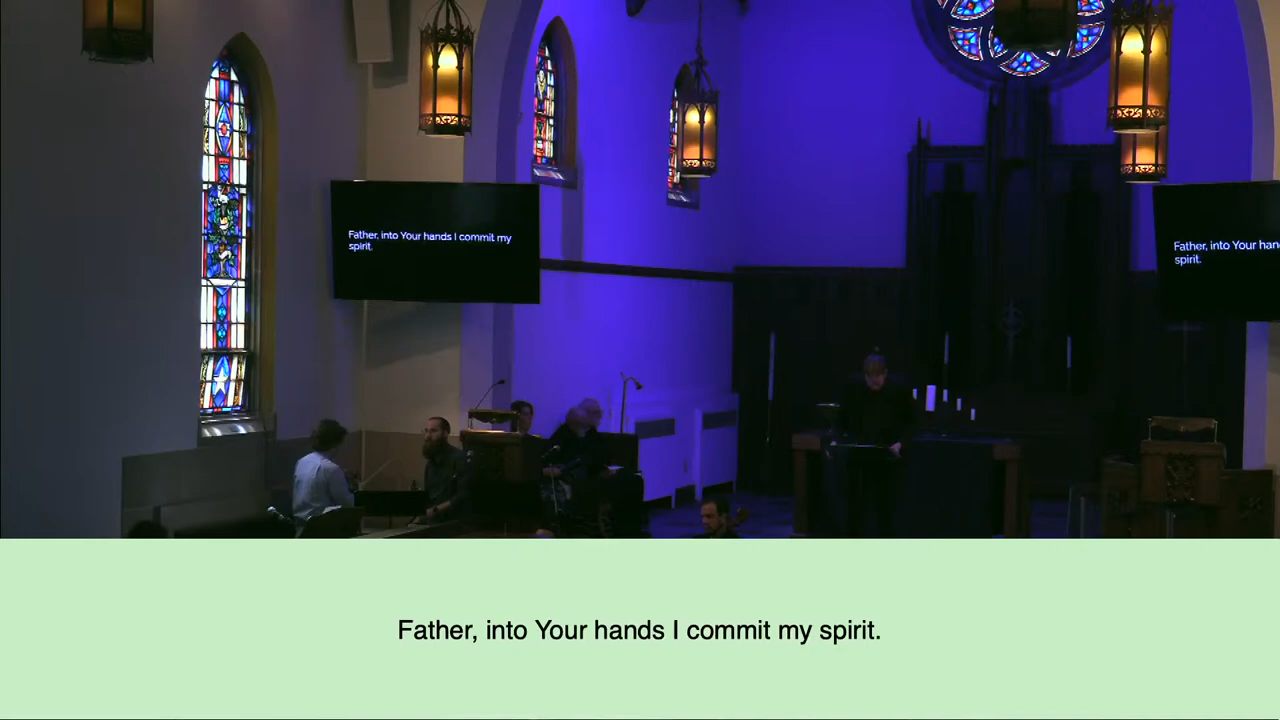 Father, into Your hands I commit my
spirit.
Father, into Your han
spirit.
Father, into Your hands I commit my spirit.